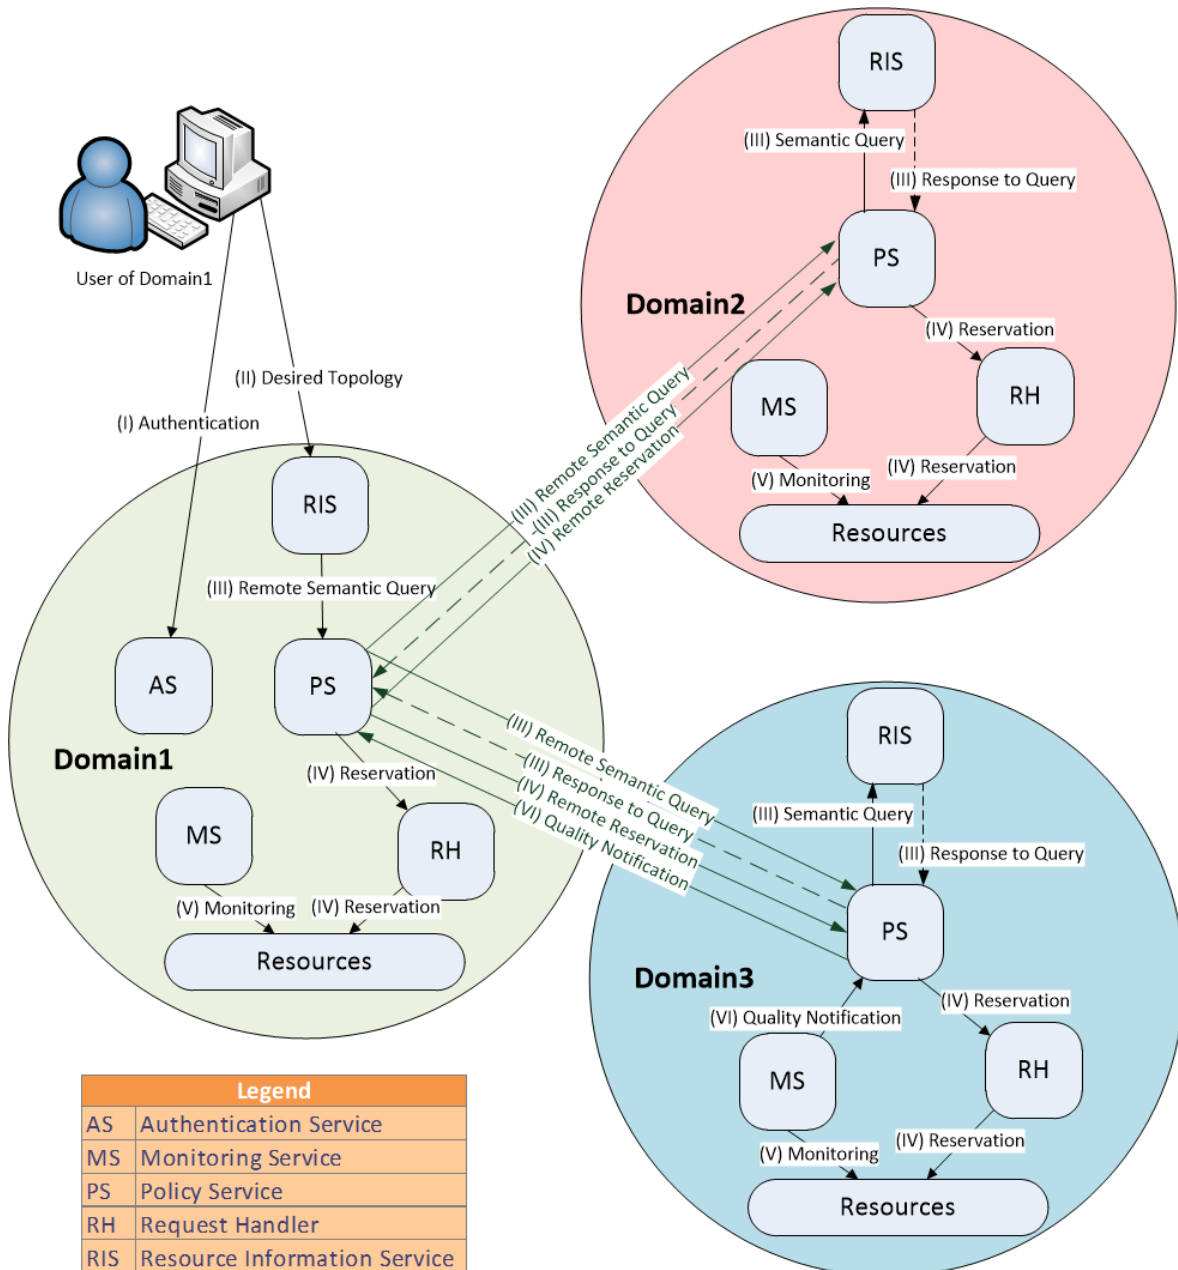 User of Domain1
(I) Authentication
(II) Desired Topology
Domain1
RIS
(III) Remote Semantic Query
AS
PS
(IV) Reservation
MS
RH
(V) Monitoring
(IV) Reservation
Resources
(III) Remote Semantic Query
(III) Response to Query
(IV) Remote Reservation
Domain2
RIS
(III) Semantic Query
(III) Response to Query
PS
(IV) Reservation
MS
RH
(V) Monitoring
(IV) Reservation
Resources
(III) Remote Semantic Query
(III) Response to Query
(IV) Remote Reservation
(VI) Quality Notification
Domain3
RIS
(III) Semantic Query
(III) Response to Query
PS
(VI) Quality Notification
(IV) Reservation
MS
RH
(V) Monitoring
(IV) Reservation
Resources
Legend
AS Authentication Service
MS Monitoring Service
PS Policy Service
RH Request Handler
RIS Resource Information Service